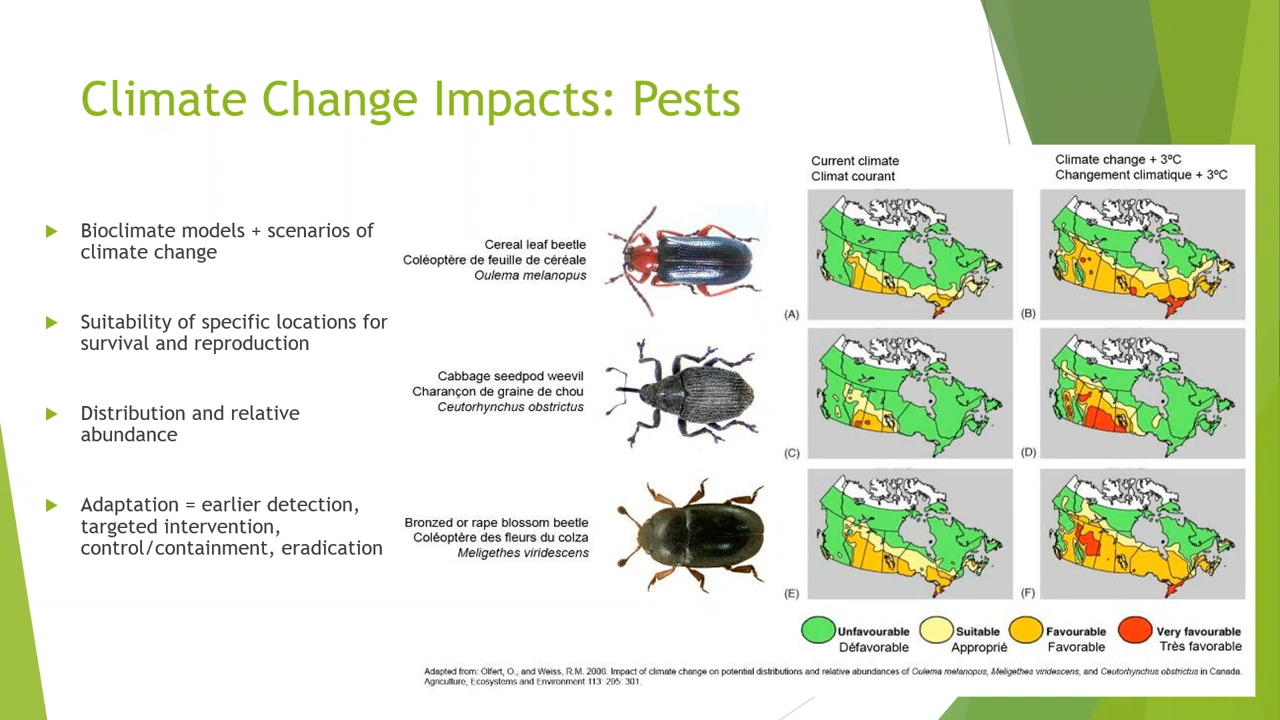 Climate Change Impacts: Pests
Bioclimate models + scenarios of
climate change
Suitability of specific locations for
survival and reproduction
Distribution and relative
abundance
Adaptation = earlier detection,
targeted intervention,
control/containment, eradication
Cereal leaf beetle
Coléoptère de feuille de céréale
Oulema melanopus
Cabbage seedpod weevil
Charançon de graine de chou
Ceutorhynchus obstrictus
Bronzed or rape blossom beetle
Coléoptère des fleurs du colza
Meligethes viridescens
Current climate
Climat courant
Climate change + 3ºC
Changement climatique + 3ºC
(A)
(B)
(C)
(D)
(E)
(F)
Unfavourable
Défavorable
Suitable
Approprié
Favourable
Favorable
Very favourable
Très favorable
Adapted from: Olfert, O., and Weiss, R.M. 2006. Impact of climate change on potential distributions and relative abundances of Oulema melanopus, Meligethes viridescens, and Ceutorhynchus obstrictus in Canada.
Agriculture, Ecosystems and Environment 113: 295: 301.